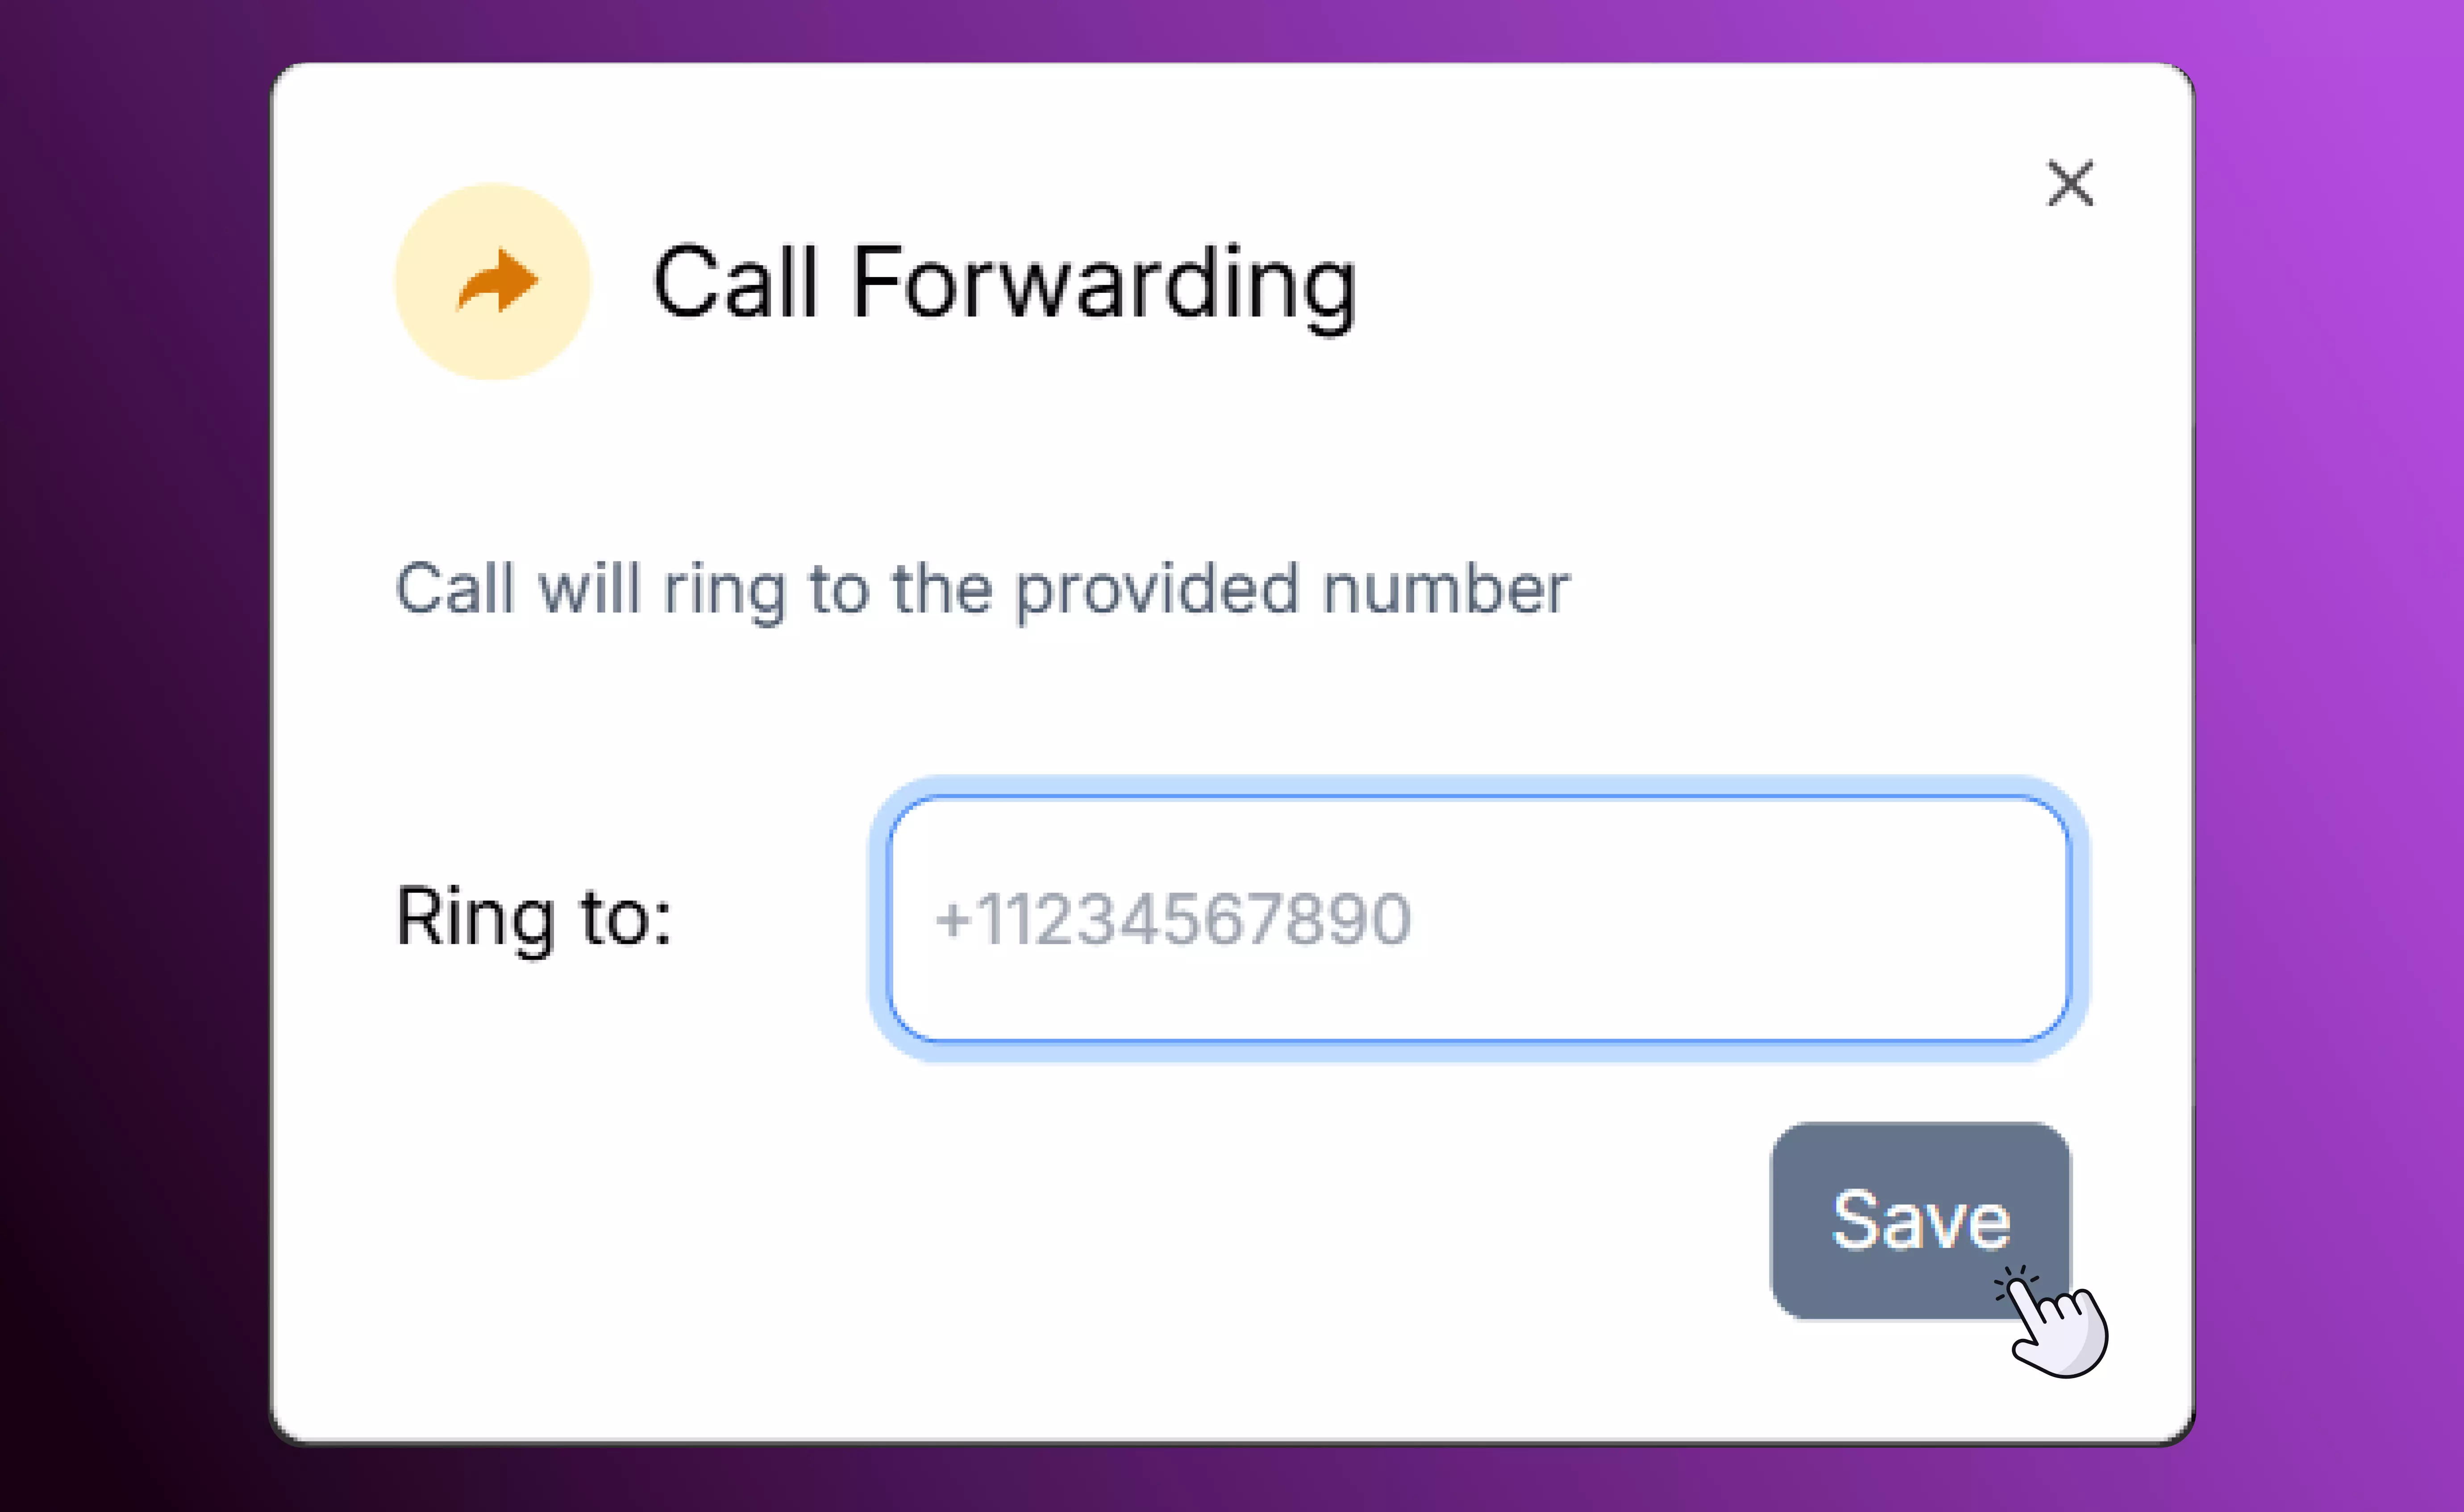 Call Forwarding
Call will ring to the provided number
Ring to:
+11234567890
Save